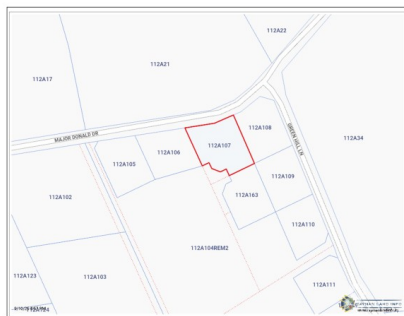 112A22
112A17
112A21
MAJOR DONALD DR
112A108
GREEN HILL LN
112A34
112A107
112A106
112A105
112A109
112A102
112A163
112A110
112A104REM2
112A123
112A103
112A111